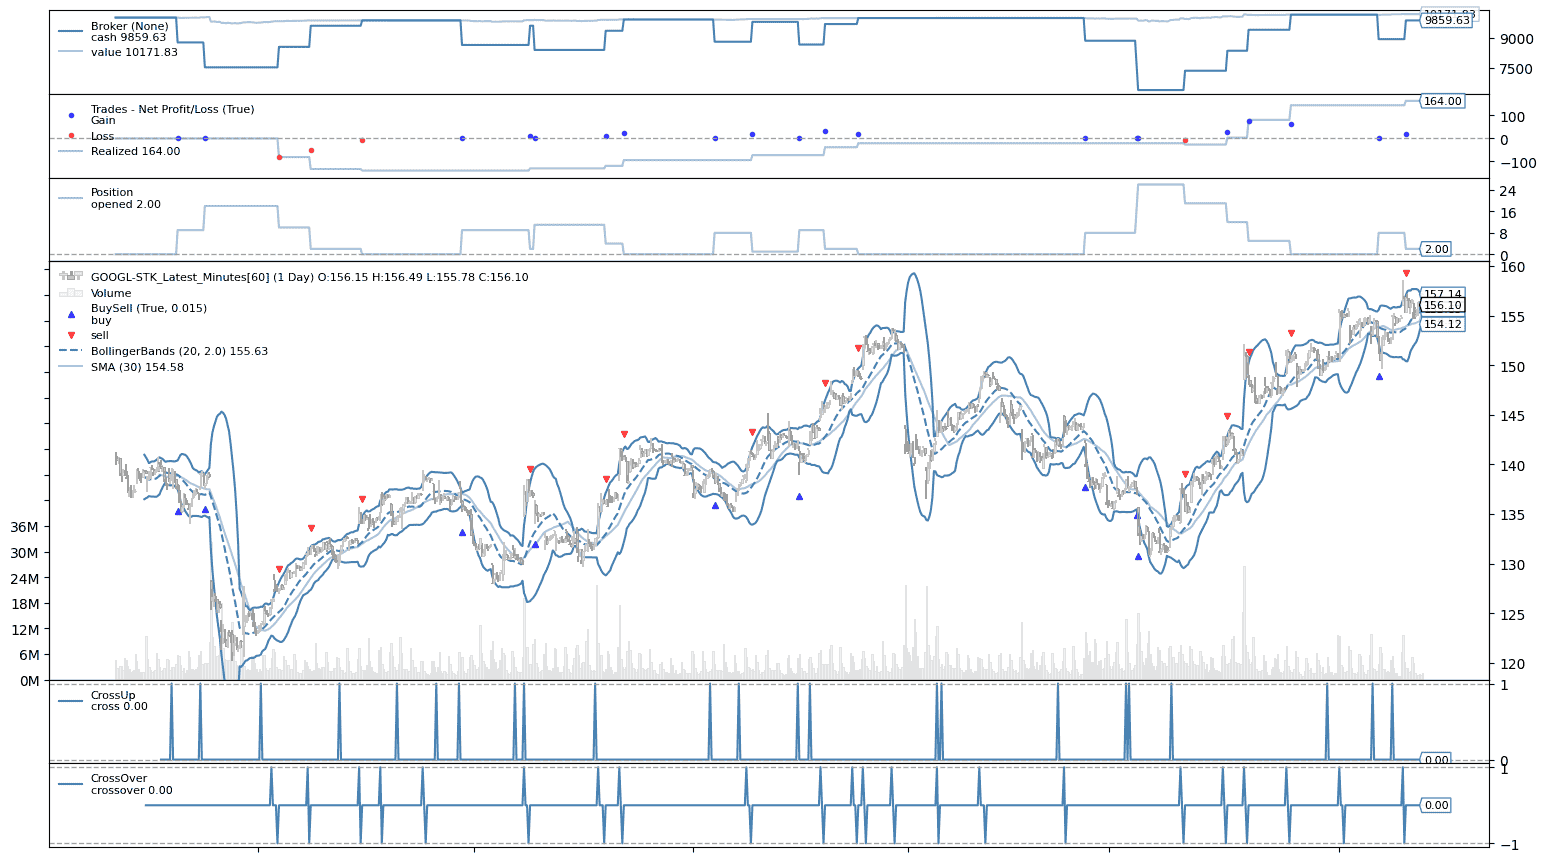 Broker (None)
cash 9859.63
value 10171.83
10171.83
9859.63
9000
7500
Trades - Net Profit/Loss (True)
Gain
Loss
Realized 164.00
164.00
100
0
−100
Position
opened 2.00
24
16
8
2.00
0
GOOGL-STK_Latest_Minutes[60] (1 Day) O:156.15 H:156.49 L:155.78 C:156.10
Volume
BuySell (True, 0.015)
buy
sell
BollingerBands (20, 2.0) 155.63
SMA (30) 154.58
160
157.14
156.10
155
154.12
150
145
140
135
130
125
120
36M
30M
24M
18M
12M
6M
0M
CrossUp
cross 0.00
1
0.00
0
CrossOver
crossover 0.00
1
0.00
−1